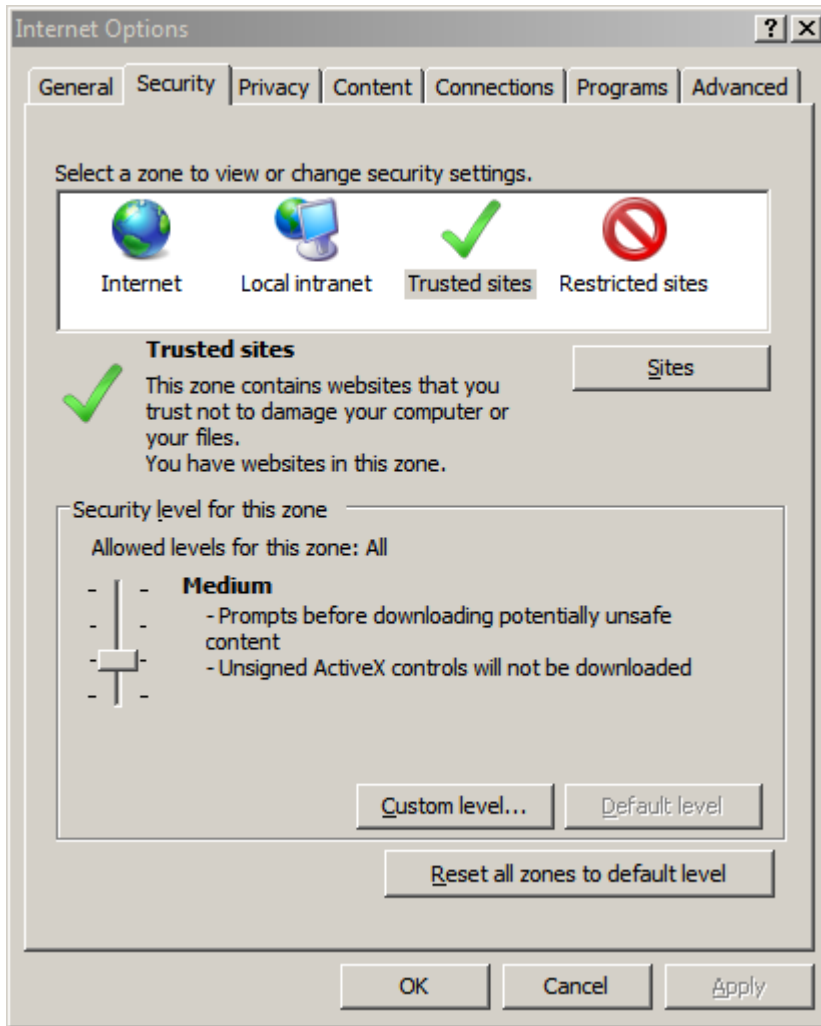 Internet Options
General Security Privacy Content Connections Programs Advanced
Select a zone to view or change security settings.
Internet Local intranet Trusted sites Restricted sites
Trusted sites
Sites
This zone contains websites that you
trust not to damage your computer or
your files.
You have websites in this zone.
Security level for this zone
Allowed levels for this zone: All
Medium
- Prompts before downloading potentially unsafe
content
- Unsigned ActiveX controls will not be downloaded
Custom level... Default level
Reset all zones to default level
OK Cancel Apply